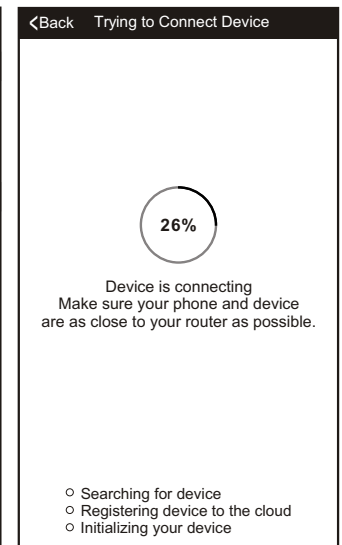 Back Trying to Connect Device
26%
Device is connecting
Make sure your phone and device
are as close to your router as possible.
Searching for device
Registering device to the cloud
Initializing your device